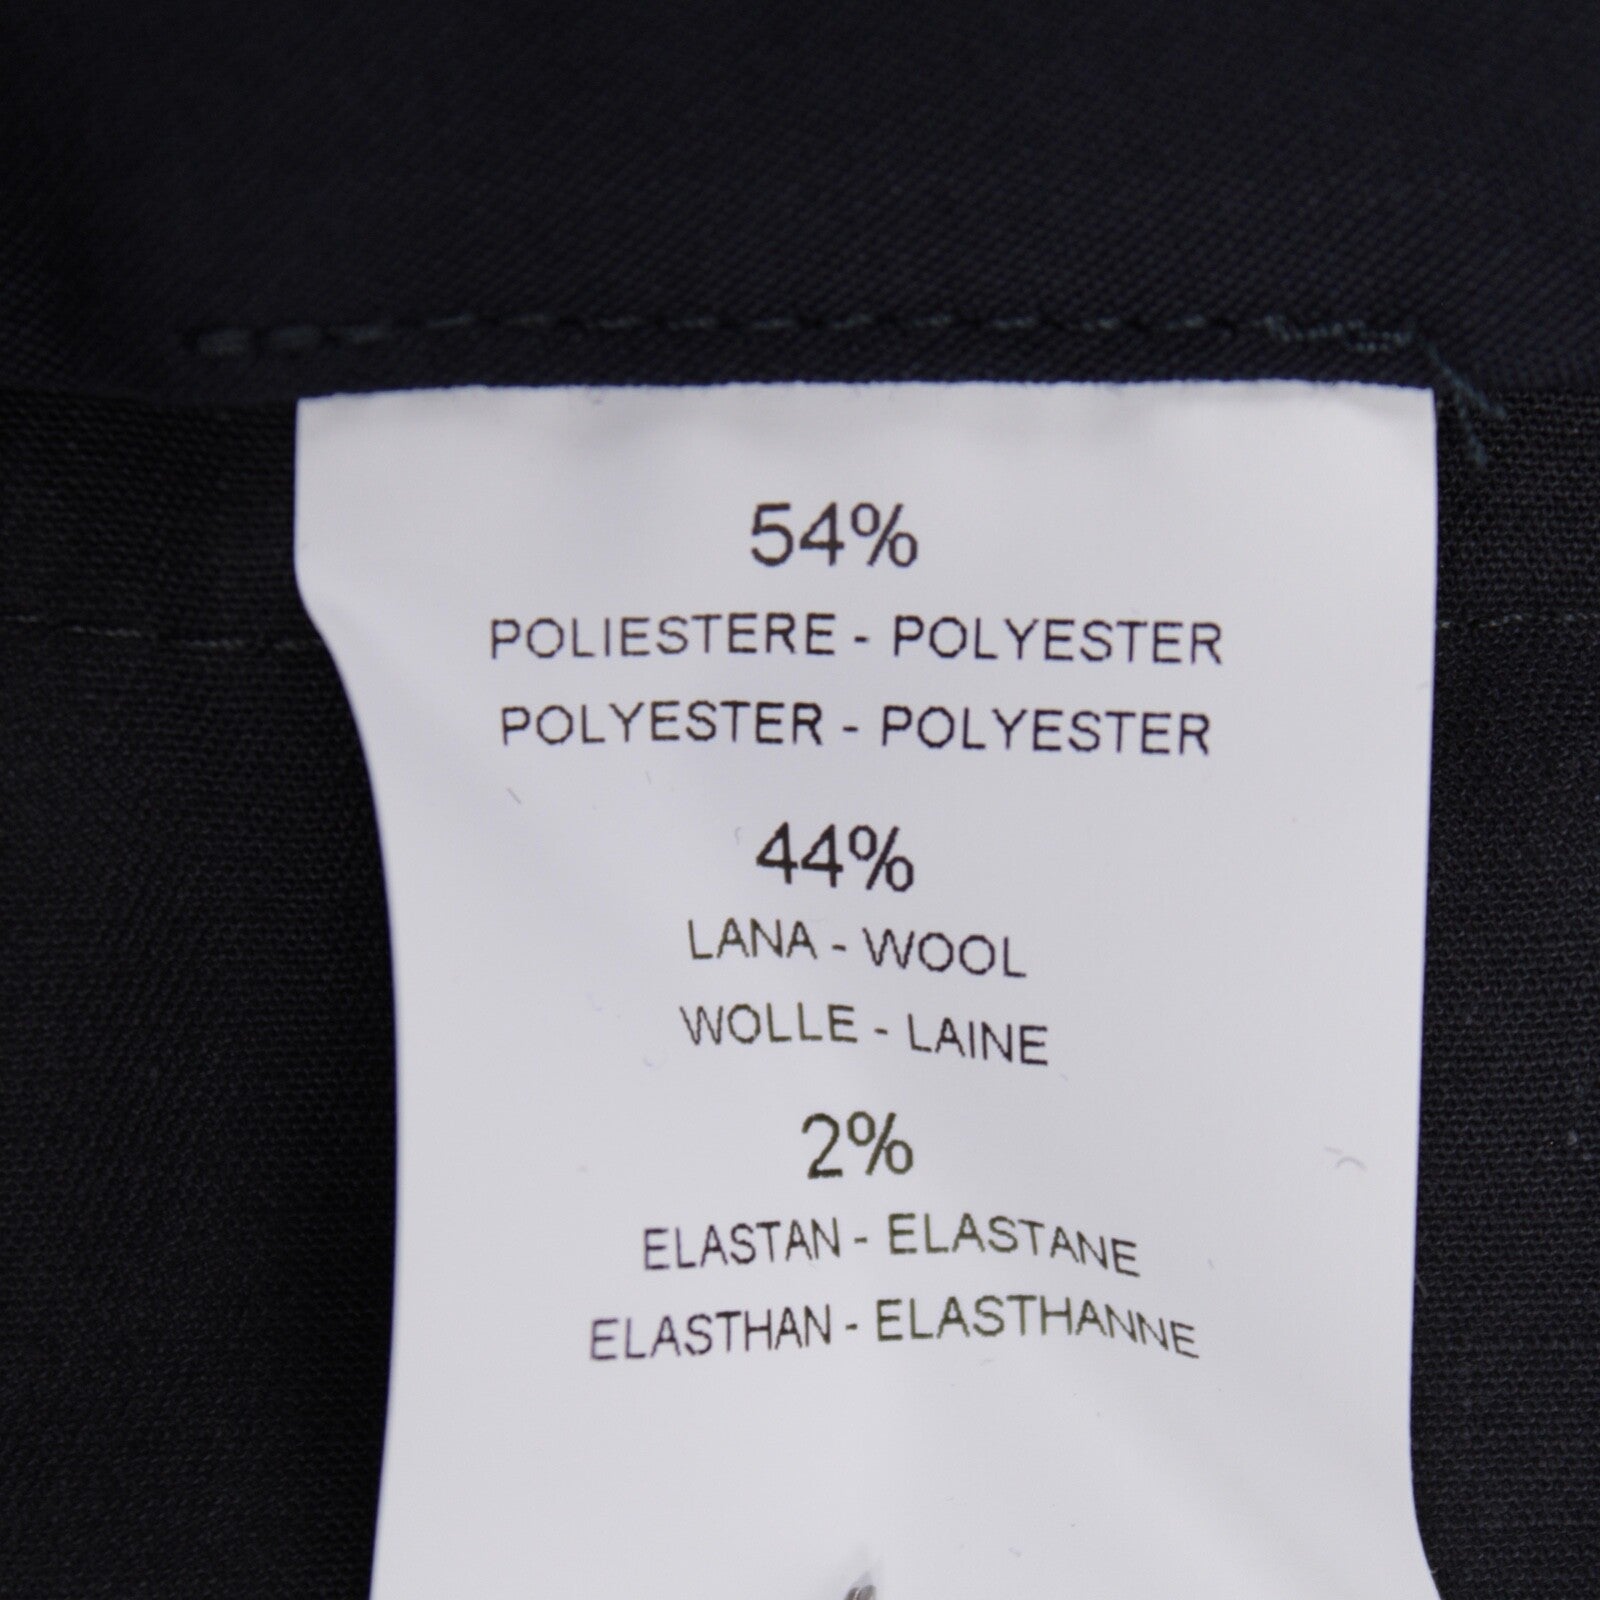 54%
POLIESTERE - POLYESTER
POLYESTER - POLYESTER
44%
LANA - WOOL
WOLLE - LAINE
2%
ELASTAN - ELASTANE
ELASTHAN - ELASTHANNE